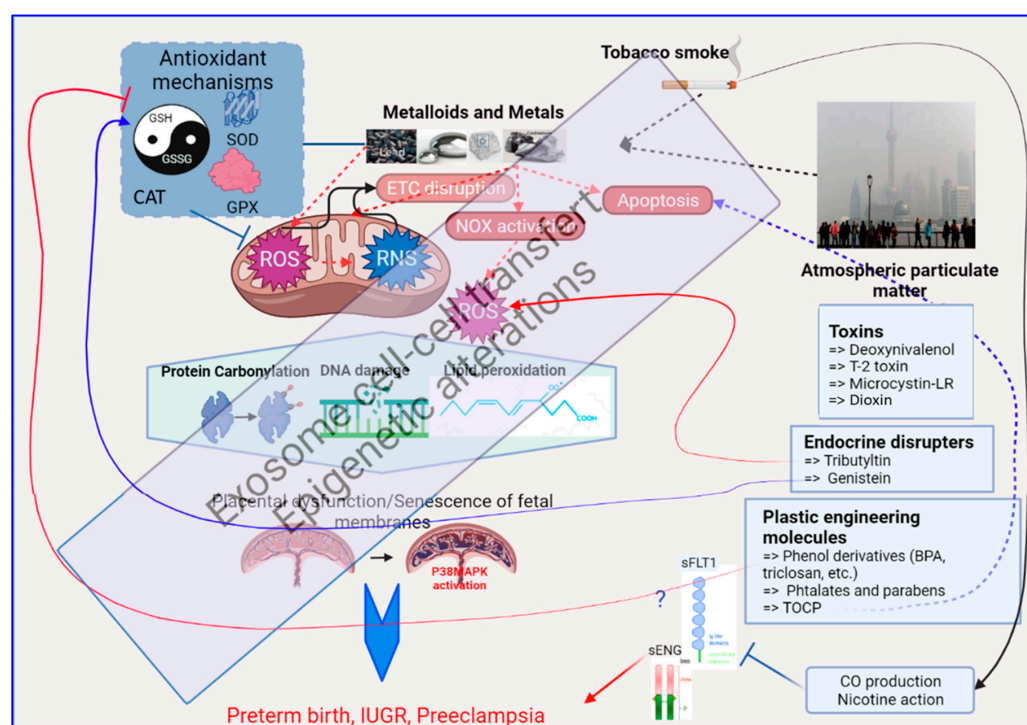 Antioxidant
mechanisms
GSH
GSSG
SOD
CAT
GPX
Tobacco smoke
Metalloids and Metals
Lead
ETC disruption
NOX activation
Apoptosis
ROS
RNS
ROS
Exosome cell-cell transfert
Epigenetic alterations
Atmospheric particulate
matter
Toxins
=> Deoxynivalenol
=> T-2 toxin
=> Microcystin-LR
=> Dioxin
Protein Carbonylation
DNA damage
Lipid peroxidation
COOH
Endocrine disrupters
=> Tributyltin
=> Genistein
Placental dysfunction/Senescence of fetal
membranes
P38MAPK
activation
Plastic engineering
molecules
=> Phenol derivatives (BPA,
triclosan, etc.)
=> Phtalates and parabens
=> TOCP
sFLT1
?
sENG
CO production
Nicotine action
Preterm birth, IUGR, Preeclampsia